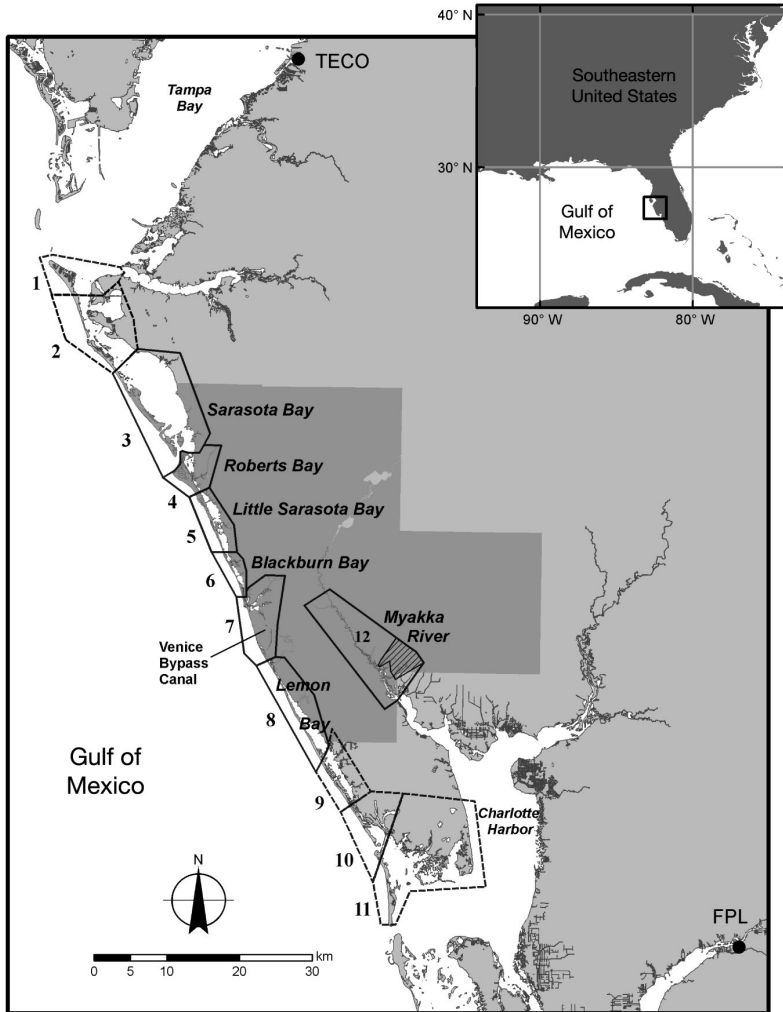 TECO
Tampa
Bay
40° N
Southeastern
United States
30° N
Gulf of
Mexico
90° W
80° W
1
2
3
Sarasota Bay
Roberts Bay
4
Little Sarasota Bay
5
Blackburn Bay
6
7
Myakka
River
12
Venice
Bypass
Canal
Lemon
Bay
8
Gulf of
Mexico
9
Charlotte
Harbor
10
11
N
FPL
km
0 5 10 20 30